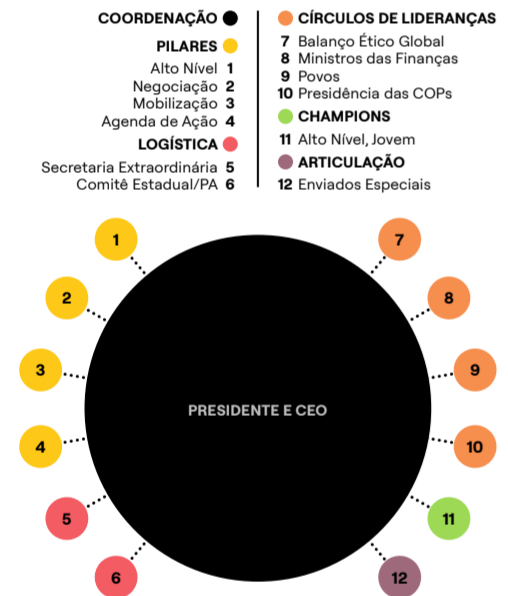 COORDENAÇÃO
PILARES
Alto Nível 1
Negociação 2
Mobilização 3
Agenda de Ação 4
LOGÍSTICA
Secretaria Extraordinária 5
Comitê Estadual/PA 6
CÍRCULOS DE LIDERANÇAS
7 Balanço Ético Global
8 Ministros das Finanças
9 Povos
10 Presidência das COPs
CHAMPIONS
11 Alto Nível, Jovem
ARTICULAÇÃO
12 Enviados Especiais
1
2
3
4
5
6
PRESIDENTE E CEO
7
8
9
10
11
12